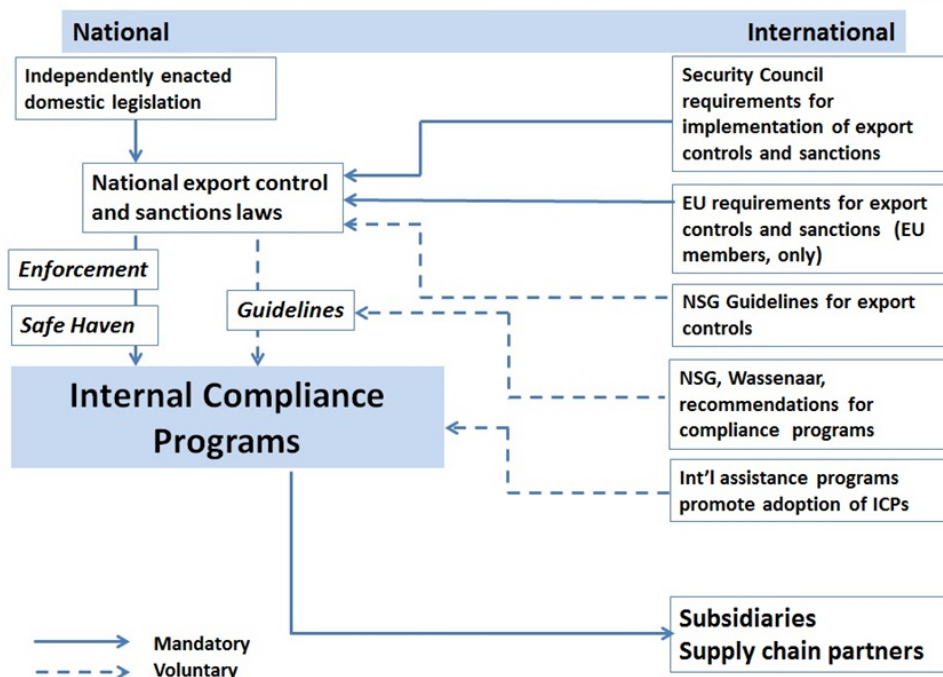 National
International
Independently enacted
domestic legislation
Security Council
requirements for
implementation of export
controls and sanctions
National export control
and sanctions laws
EU requirements for export
controls and sanctions (EU
members, only)
Enforcement
Safe Haven
Guidelines
NSG Guidelines for export
controls
NSG, Wassenaar,
recommendations for
compliance programs
Internal Compliance
Programs
Int'l assistance programs
promote adoption of ICPs
Subsidiaries
Supply chain partners
Mandatory
Voluntary